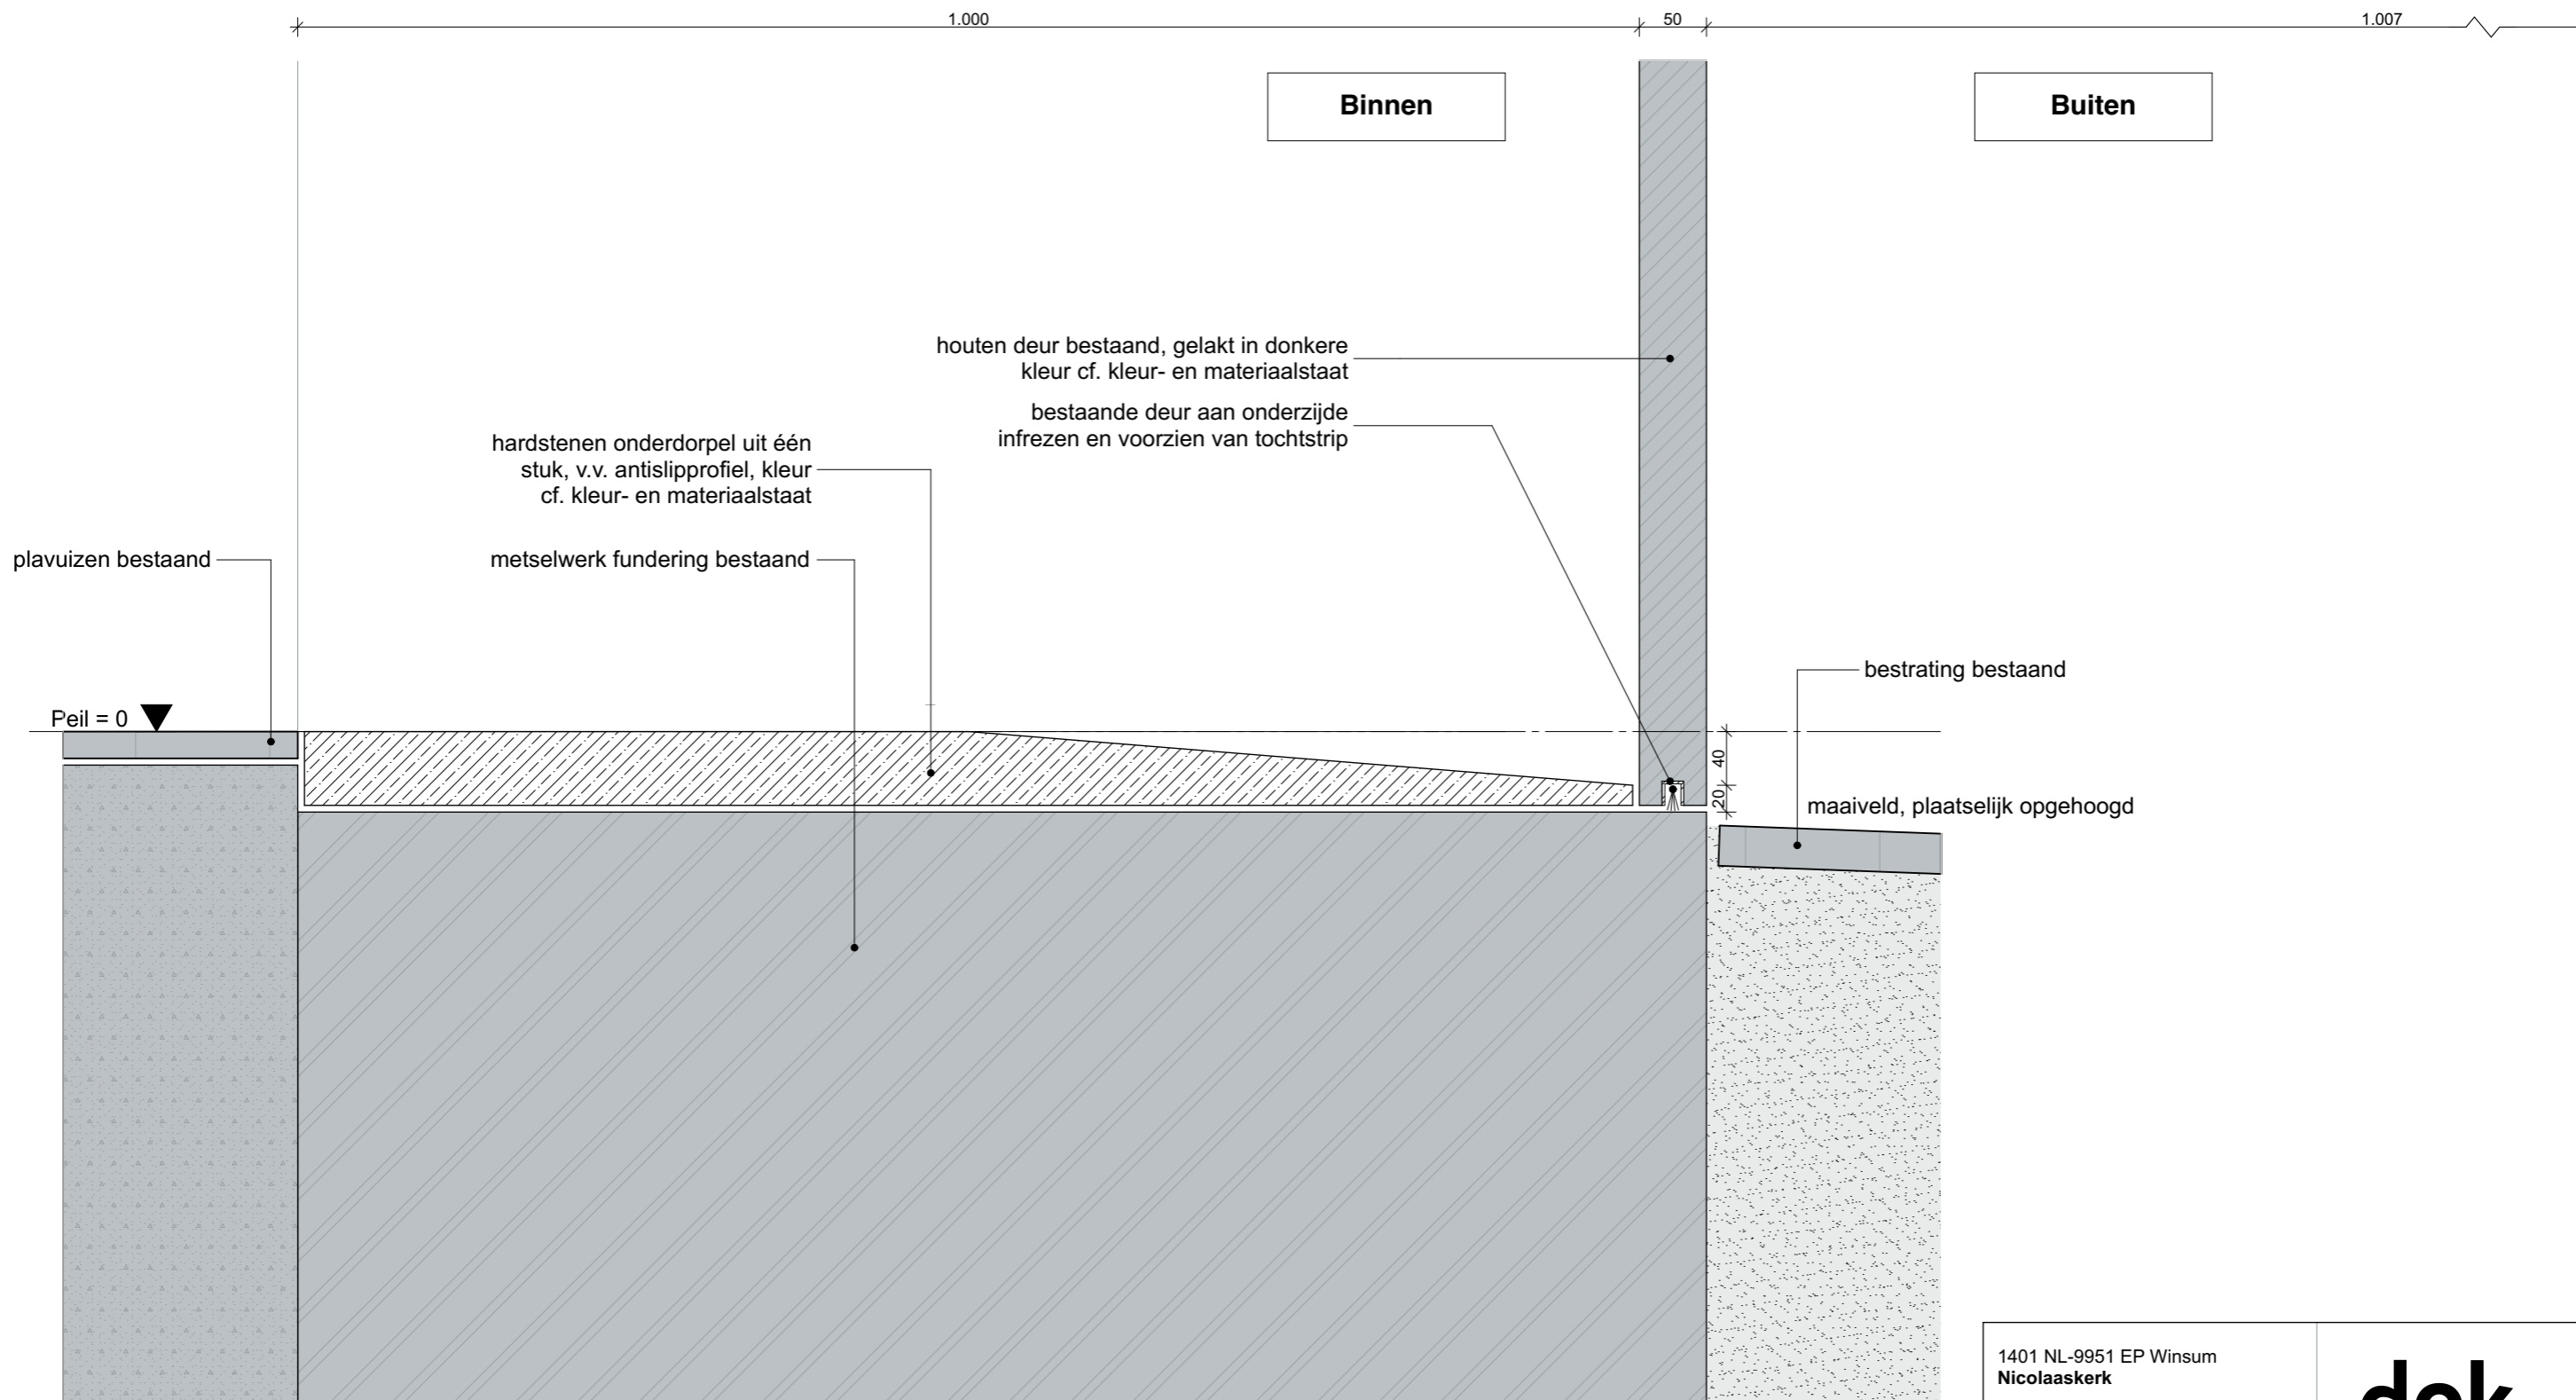 1.000
50
1.007
Binnen
Buiten
houten deur bestaand, gelakt in donkere
kleur cf. kleur- en materiaalstaat
bestaande deur aan onderzijde
infrezen en voorzien van tochtstrip
hardstenen onderdorpel uit één
stuk, v.v. antislipprofiel, kleur
cf. kleur- en materiaalstaat
plavuizen bestaand
metselwerk fundering bestaand
bestrating bestaand
Peil = 0
40
20
maaiveld, plaatselijk opgehoogd
1401 NL-9951 EP Winsum
Nicolaaskerk